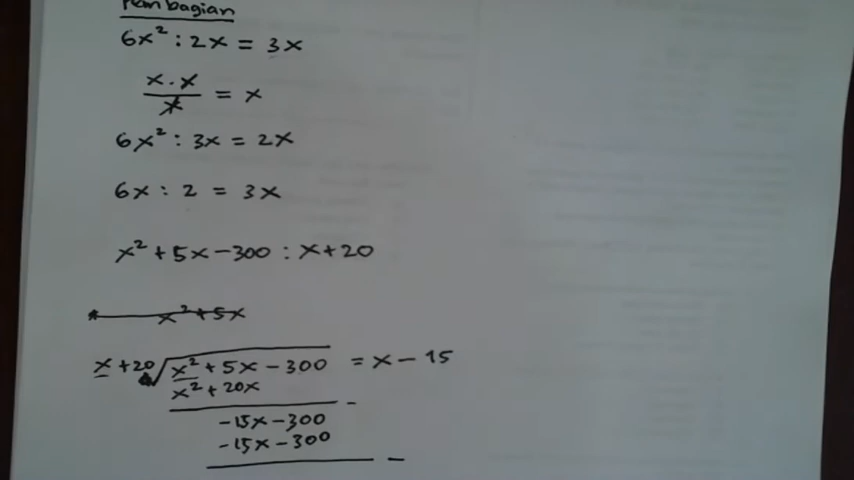 Pembagian
6x² : 2x = 3x
x . x / x = x
6x² : 3x = 2x
6x : 2 = 3x
x² + 5x - 300 : x + 20
x² + 5x
x + 20 √ x² + 5x - 300 = x - 15
x² + 20x
-
-15x - 300
-15x - 300
-